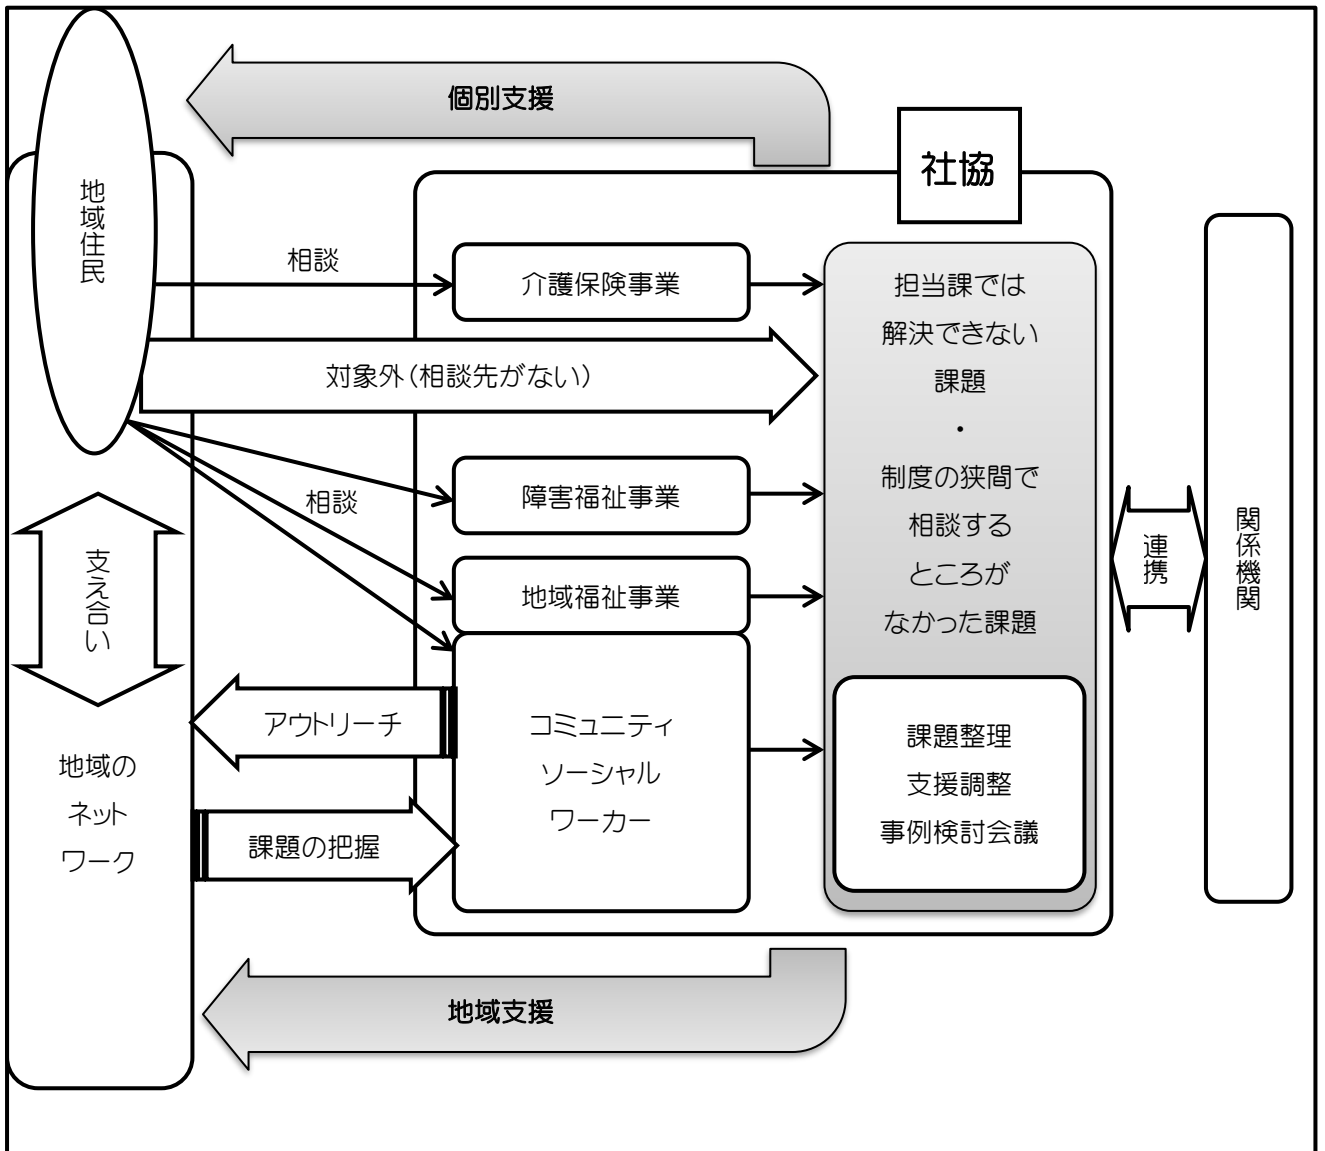 個別支援
社協
地域住民
相談
介護保険事業
担当課では
解決できない
課題
・
制度の狭間で
相談する
ところが
なかった課題
対象外(相談先がない)
相談
障害福祉事業
地域福祉事業
支え合い
連携
関係機関
アウトリーチ
コミュニティ
ソーシャル
ワーカー
課題整理
支援調整
事例検討会議
地域の
ネット
ワーク
課題の把握
地域支援